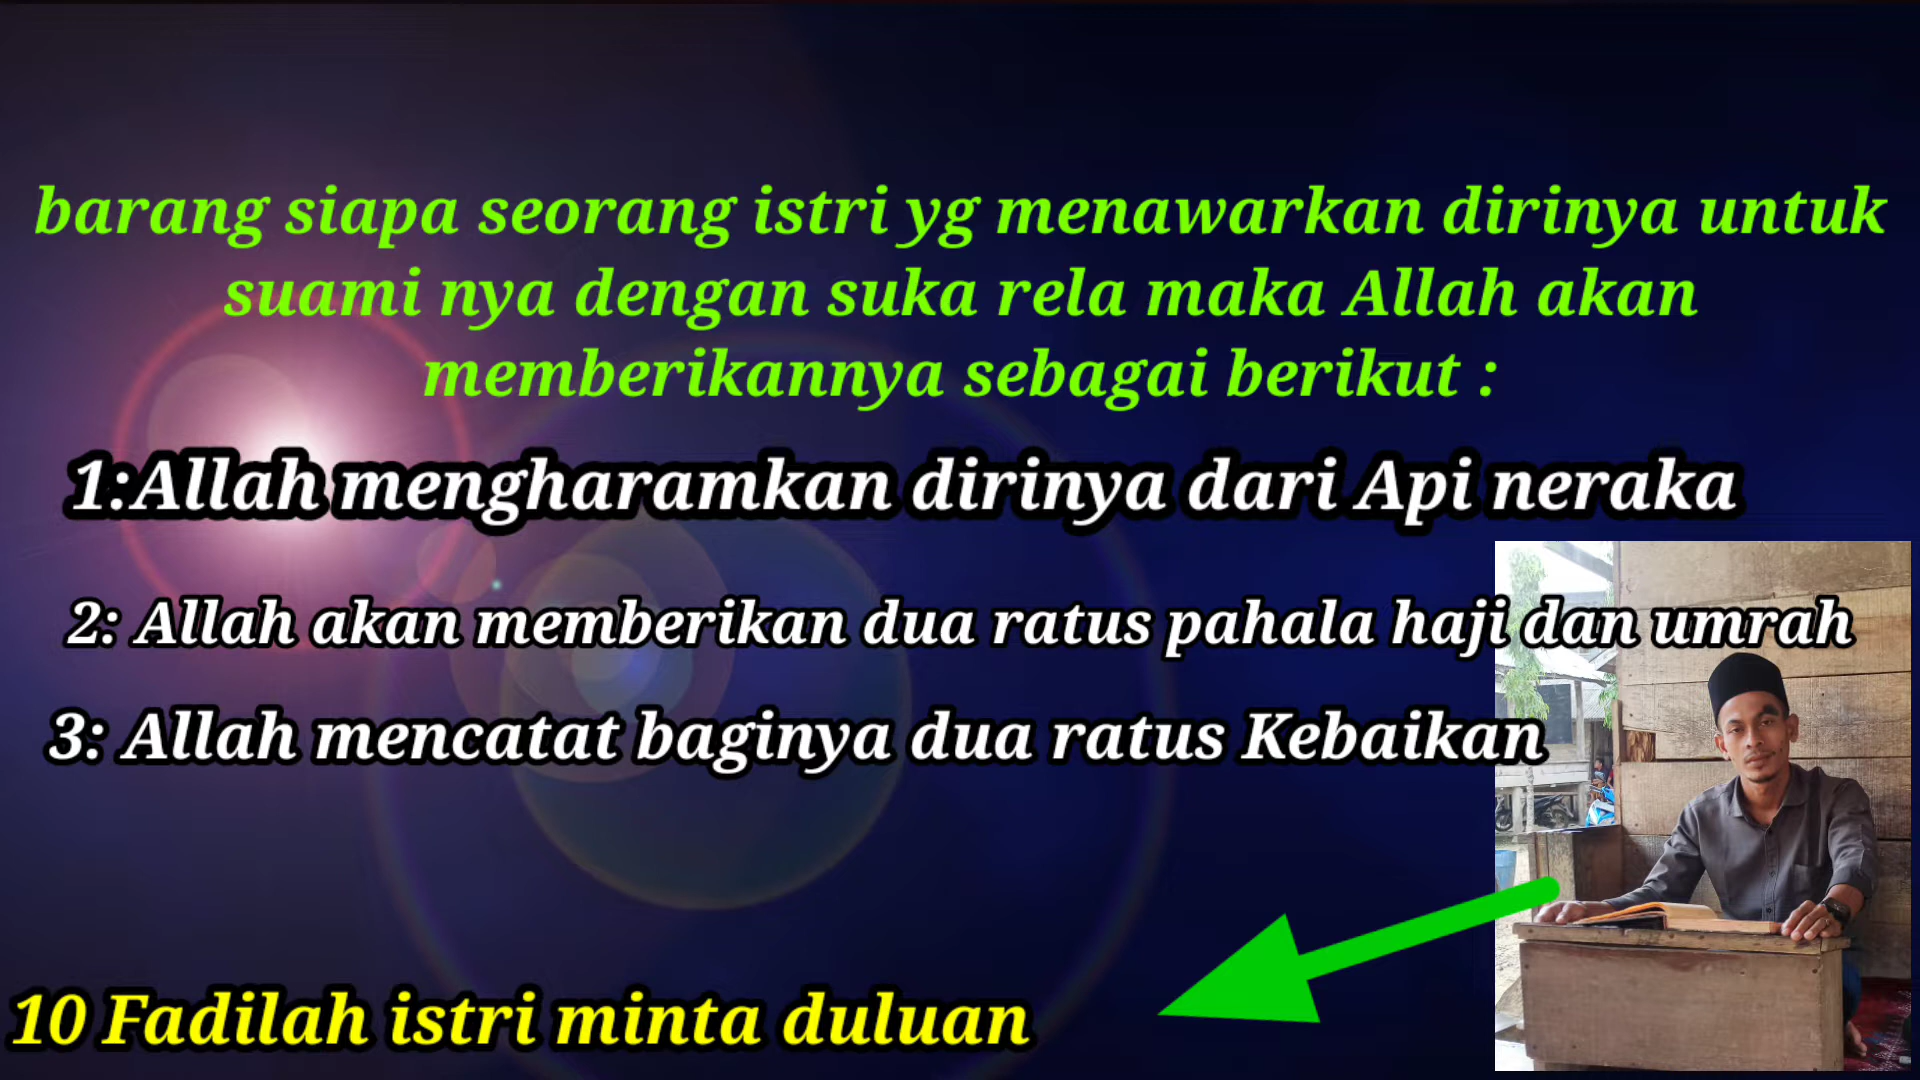 barang siapa seorang istri yg menawarkan dirinya untuk
suami nya dengan suka rela maka Allah akan
memberikannya sebagai berikut :
1:Allah mengharamkan dirinya dari Api neraka
2: Allah akan memberikan dua ratus pahala haji dan umrah
3: Allah mencatat baginya dua ratus Kebaikan
10 Fadilah istri minta duluan